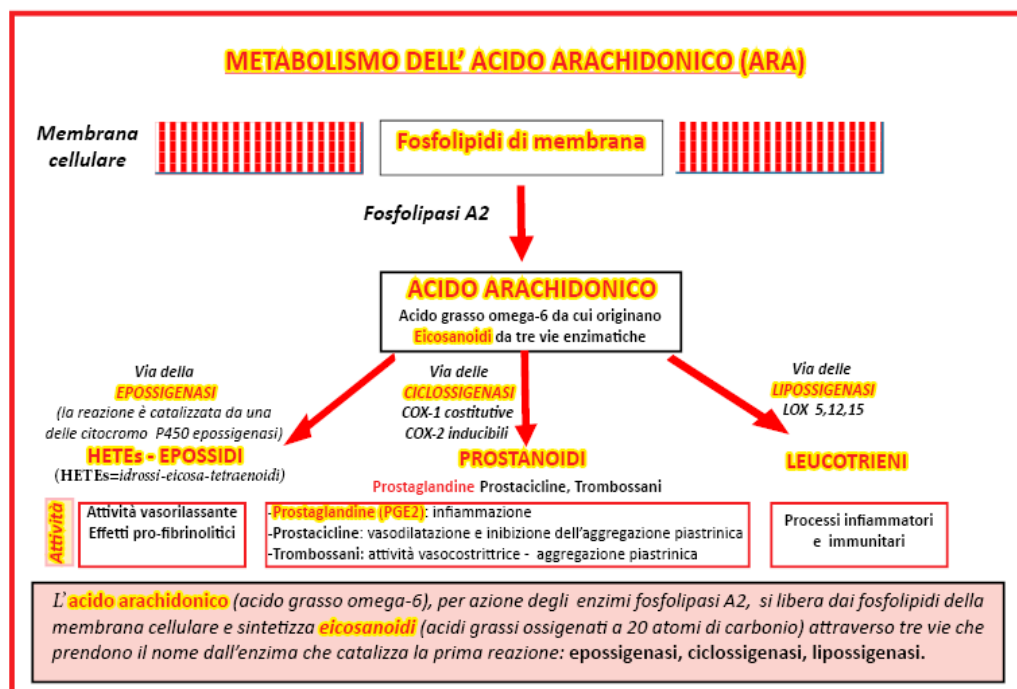 METABOLISMO DELL' ACIDO ARACHIDONICO (ARA)
Membrana
cellulare
Fosfolipidi di membrana
Fosfolipasi A2
ACIDO ARACHIDONICO
Acido grasso omega-6 da cui originano
Eicosanoidi da tre vie enzimatiche
Via della
EPOSSIGENASI
(la reazione è catalizzata da una
delle citocromo P450 epossigenasi)
HETEs - EPOSSIDI
(HETEs=idrossi-eicosa-tetraenoidi)
Via delle
CICLOSSIGENASI
COX-1 costitutive
COX-2 inducibili
PROSTANOIDI
Prostaglandine Prostacicline, Trombossani
Via delle
LIPOSSIGENASI
LOX 5,12,15
LEUCOTRIENI
Attività
Attività vasorilassante
Effetti pro-fibrinolitici
-Prostaglandine (PGE2): infiammazione
-Prostacicline: vasodilatazione e inibizione dell'aggregazione piastrinica
-Trombossani: attività vasocostrittrice - aggregazione piastrinica
Processi infiammatori
e immunitari
L'acido arachidonico (acido grasso omega-6), per azione degli enzimi fosfolipasi A2, si libera dai fosfolipidi della
membrana cellulare e sintetizza eicosanoidi (acidi grassi ossigenati a 20 atomi di carbonio) attraverso tre vie che
prendono il nome dall'enzima che catalizza la prima reazione: epossigenasi, ciclossigenasi, lipossigenasi.